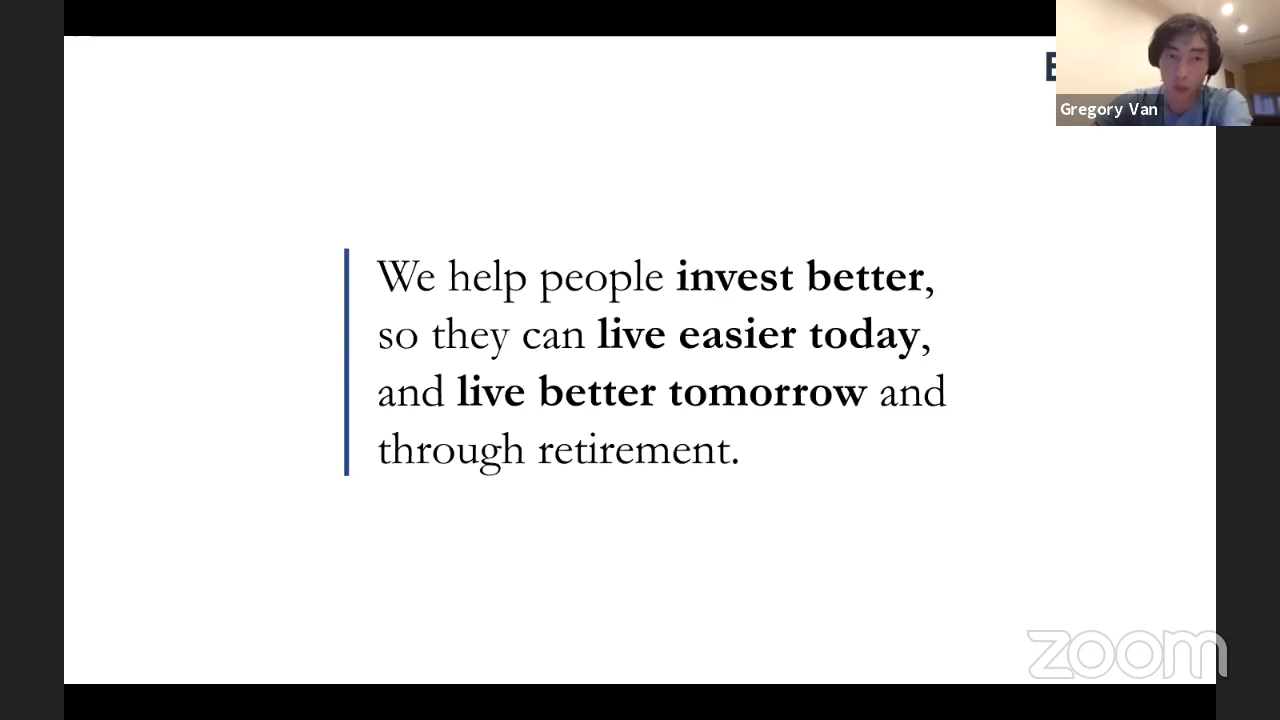 E
Gregory Van
We help people invest better,
so they can live easier today,
and live better tomorrow and
through retirement.
zoom